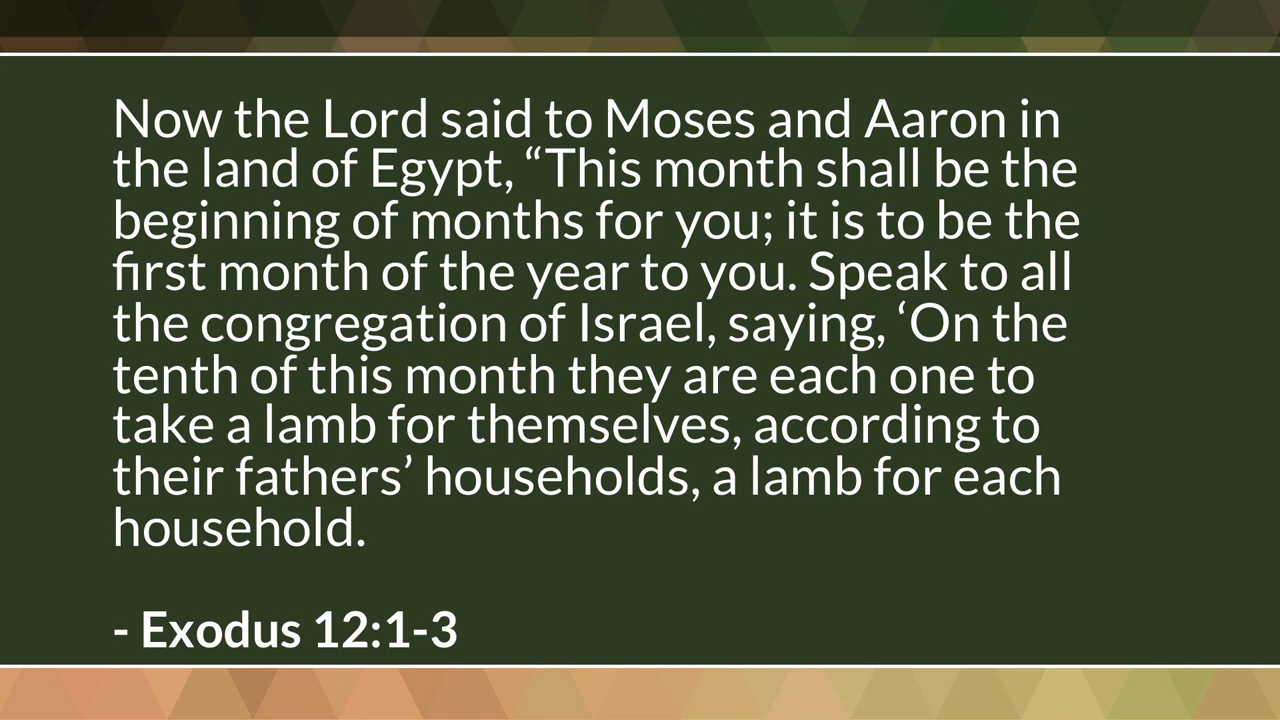 Now the Lord said to Moses and Aaron in
the land of Egypt, “This month shall be the
beginning of months for you; it is to be the
first month of the year to you. Speak to all
the congregation of Israel, saying, ‘On the
tenth of this month they are each one to
take a lamb for themselves, according to
their fathers’ households, a lamb for each
household.
- Exodus 12:1-3